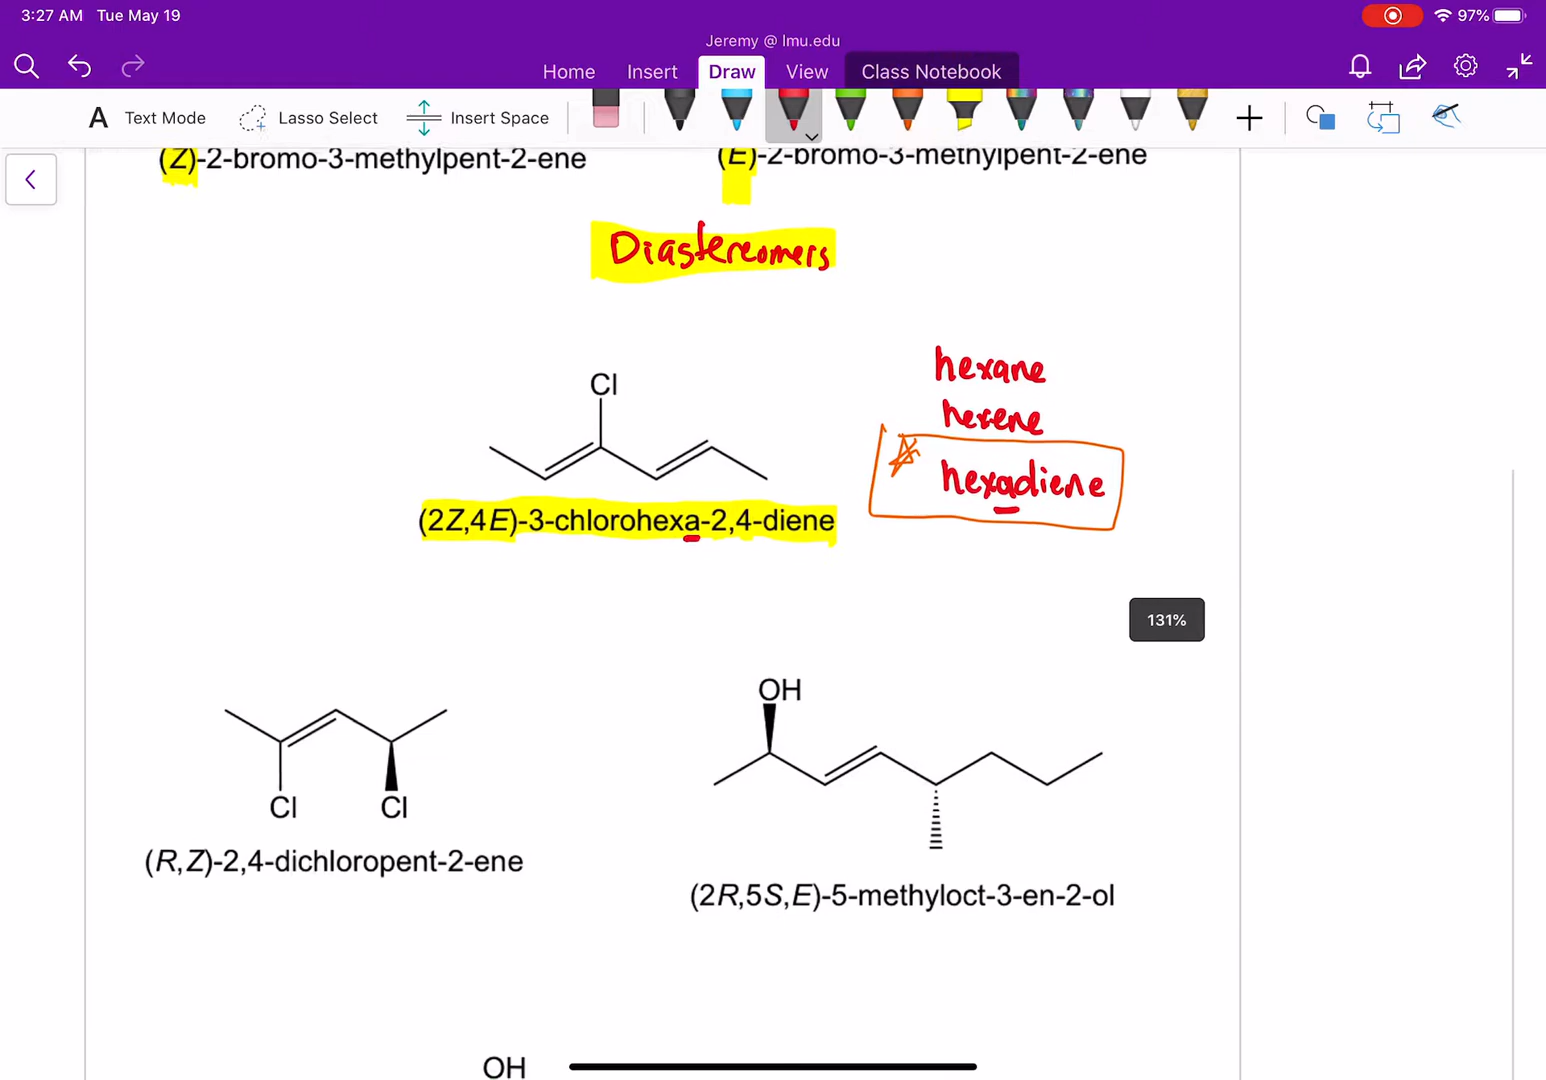 3:27 AM Tue May 19
97%
Jeremy @ lmu.edu
Home Insert Draw View Class Notebook
A Text Mode Lasso Select Insert Space
(Z)-2-bromo-3-methylpent-2-ene (E)-2-bromo-3-methylpent-2-ene
Diastereomers
hexane
Cl
hexene
hexadiene
(2Z,4E)-3-chlorohexa-2,4-diene
131%
OH
Cl Cl
(R,Z)-2,4-dichloropent-2-ene
(2R,5S,E)-5-methyloct-3-en-2-ol
OH